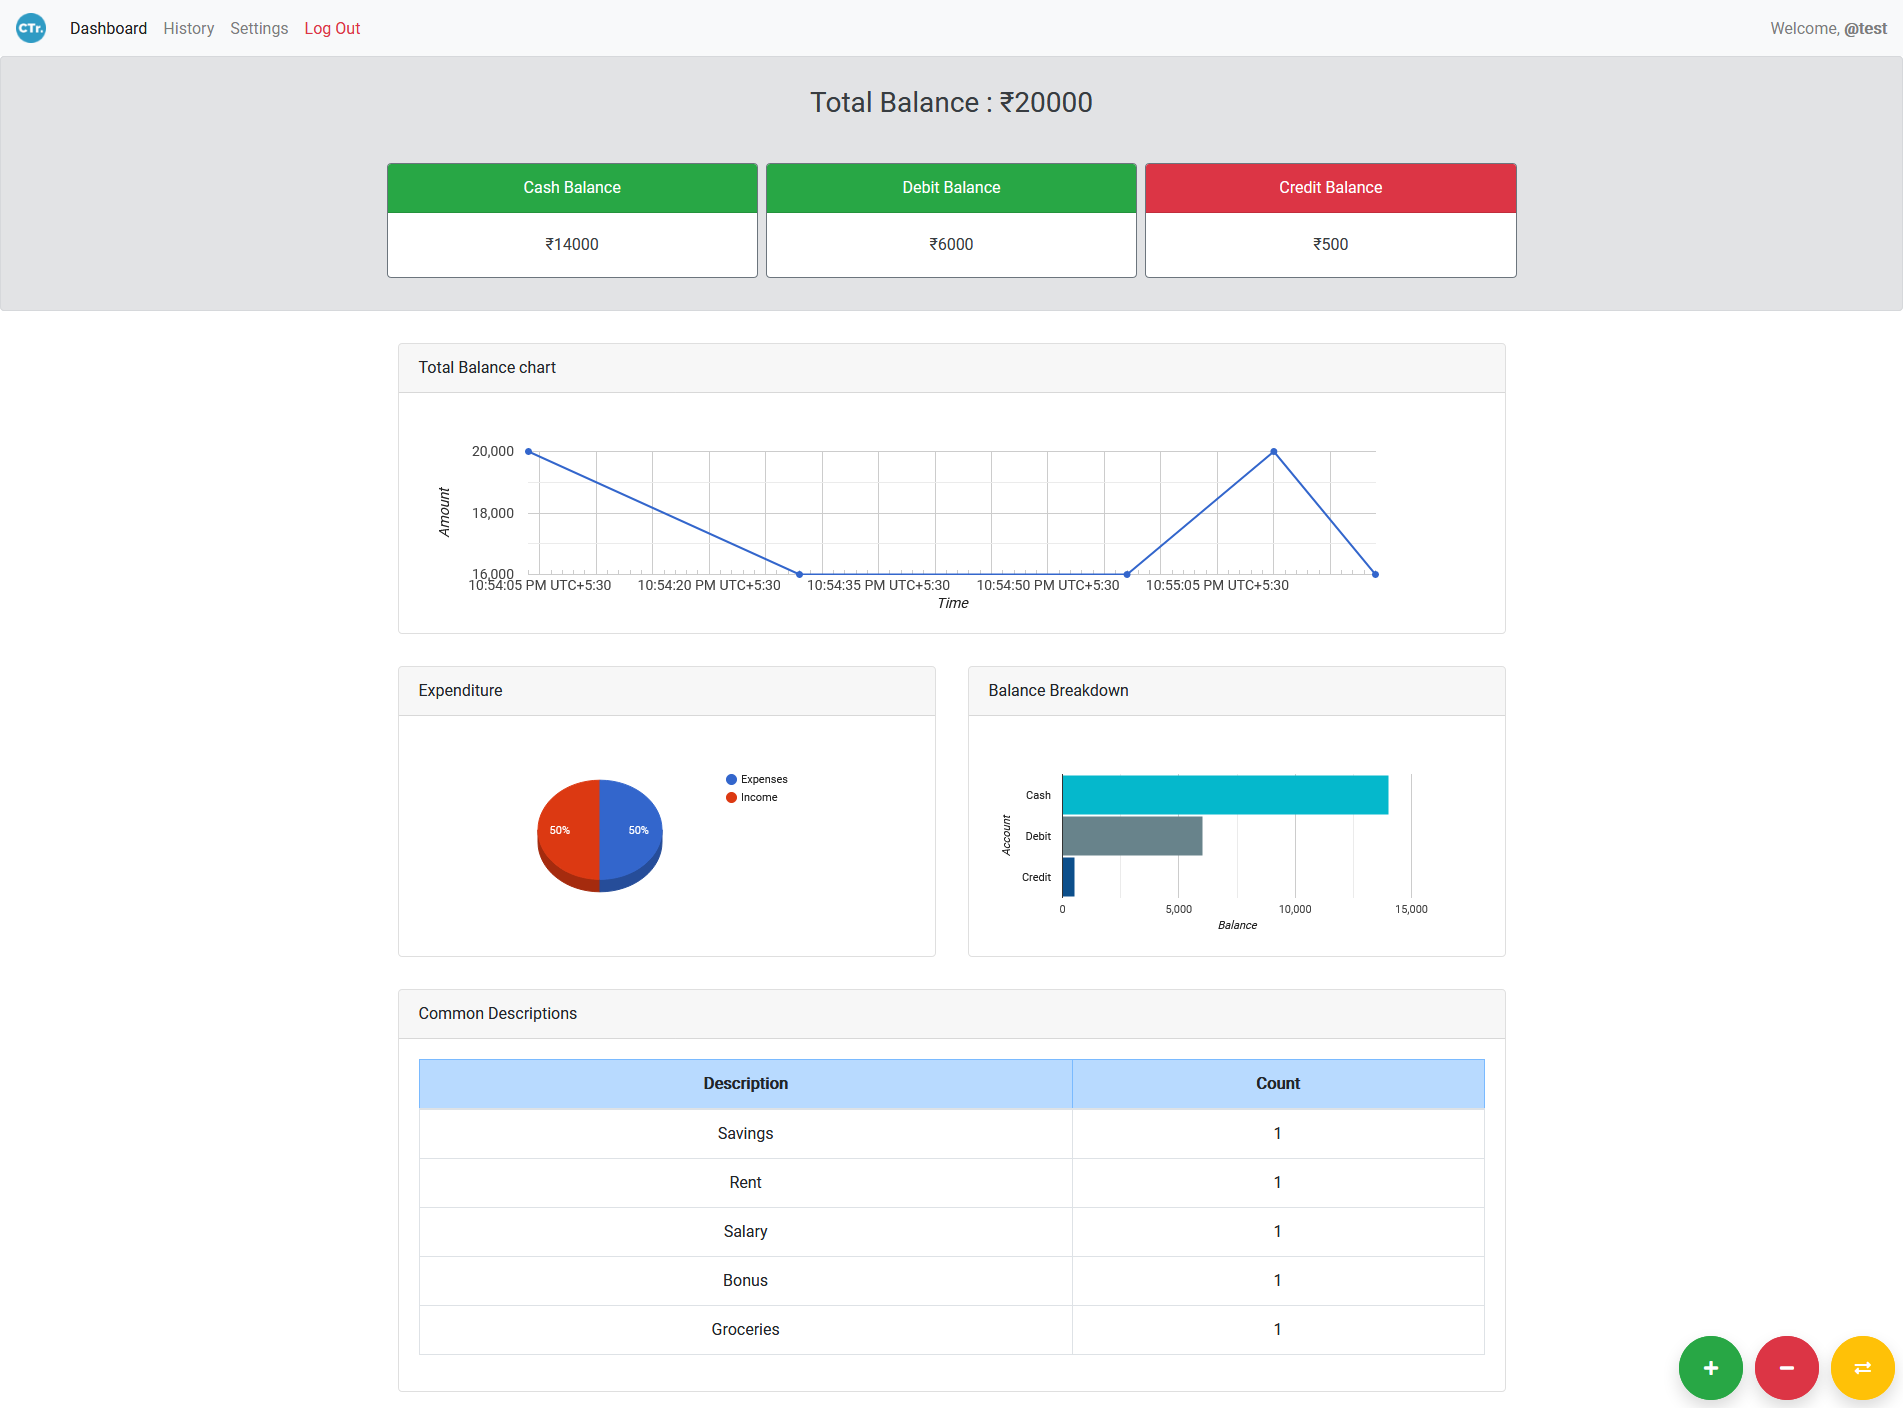 CTr. Dashboard History Settings Log Out Welcome, @test
Total Balance : ₹20000
Cash Balance Debit Balance Credit Balance
₹14000 ₹6000 ₹500
Total Balance chart
20,000
18,000
16,000
Amount
10:54:05 PM UTC+5:30 10:54:20 PM UTC+5:30 10:54:35 PM UTC+5:30 10:54:50 PM UTC+5:30 10:55:05 PM UTC+5:30
Time
Expenditure
Expenses
Income
50% 50%
Balance Breakdown
Account
Cash
Debit
Credit
0 5,000 10,000 15,000
Balance
Common Descriptions
Description Count
Savings 1
Rent 1
Salary 1
Bonus 1
Groceries 1